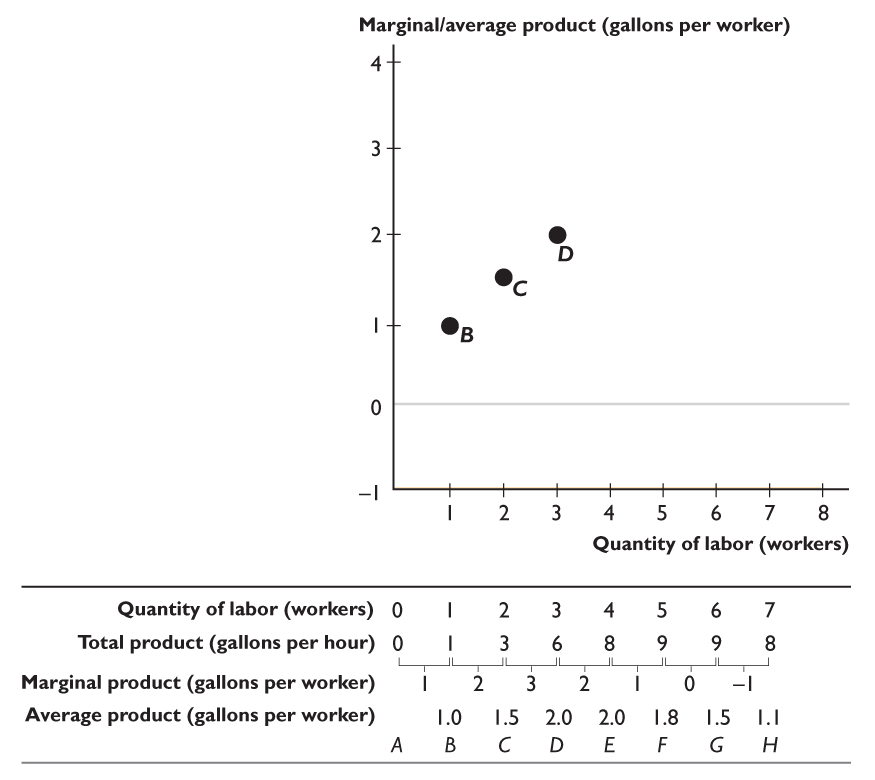 Marginal/average product (gallons per worker)
4
3
2
D
C
1
B
0
–1
1 2 3 4 5 6 7 8
Quantity of labor (workers)
Quantity of labor (workers) 0 1 2 3 4 5 6 7
Total product (gallons per hour) 0 1 3 6 8 9 9 8
Marginal product (gallons per worker) 1 2 3 2 1 0 –1
Average product (gallons per worker) 1.0 1.5 2.0 2.0 1.8 1.5 1.1
A B C D E F G H